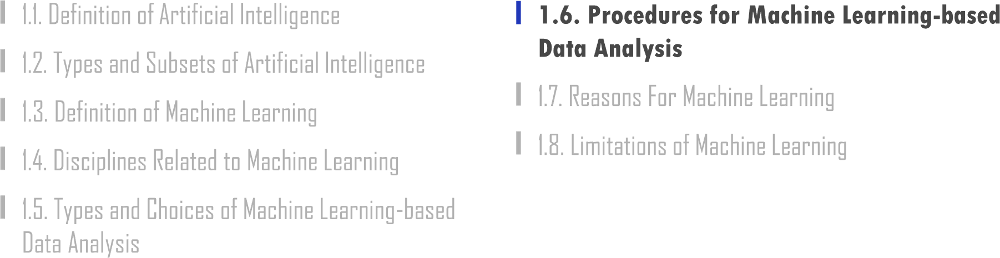 1.1. Definition of Artificial Intelligence
1.2. Types and Subsets of Artificial Intelligence
1.3. Definition of Machine Learning
1.4. Disciplines Related to Machine Learning
1.5. Types and Choices of Machine Learning-based
Data Analysis
1.6. Procedures for Machine Learning-based
Data Analysis
1.7. Reasons For Machine Learning
1.8. Limitations of Machine Learning